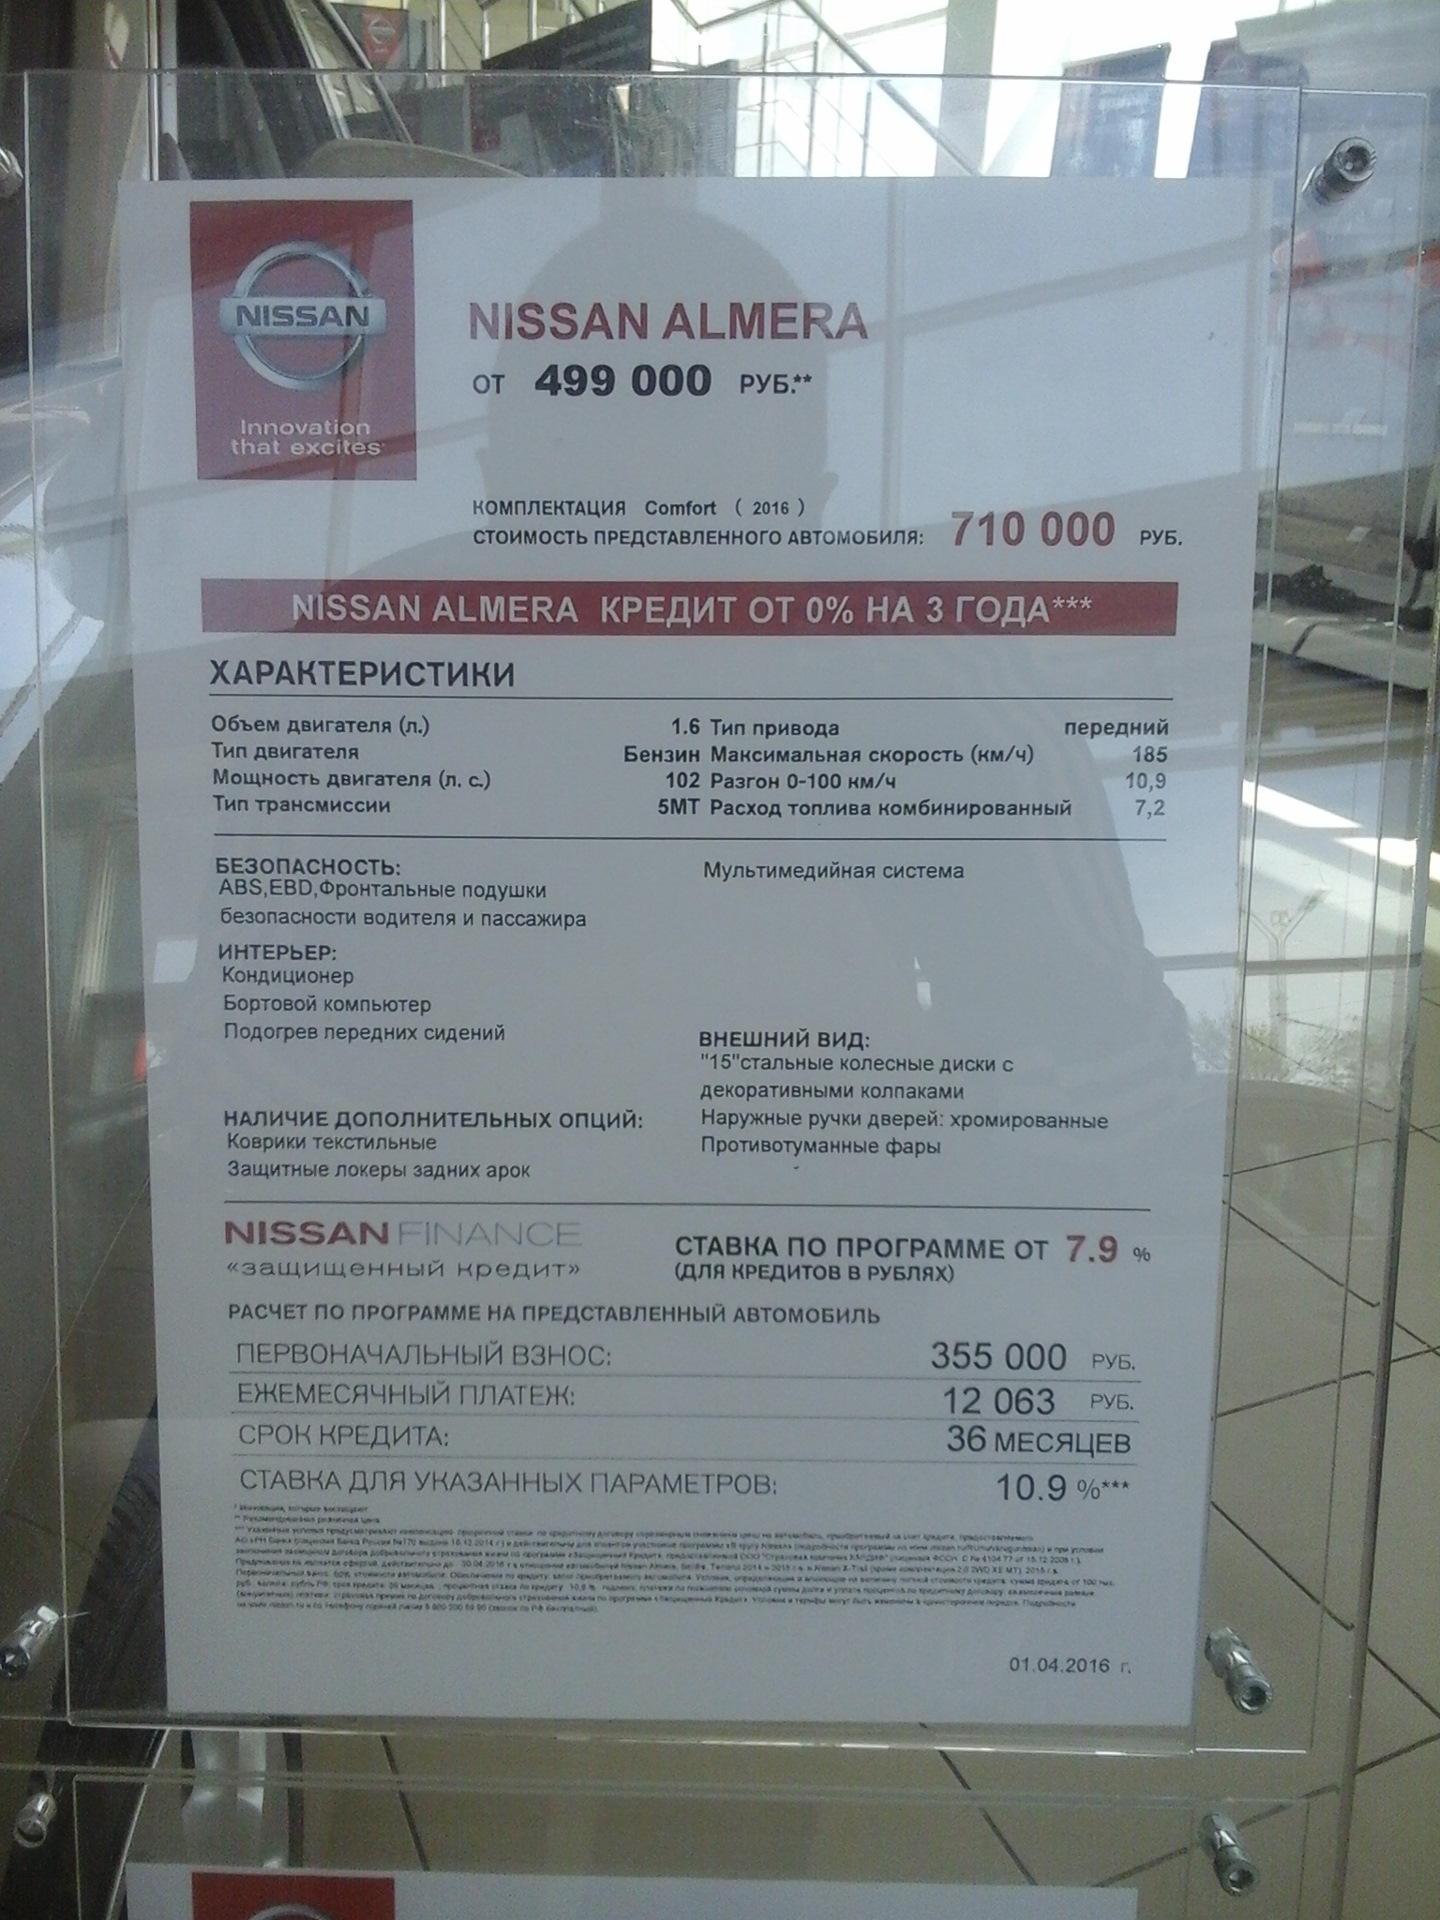 NISSAN
Innovation
that excites
NISSAN ALMERA
ОТ 499 000 РУБ.**
КОМПЛЕКТАЦИЯ Comfort ( 2016 )
СТОИМОСТЬ ПРЕДСТАВЛЕННОГО АВТОМОБИЛЯ: 710 000 РУБ.
NISSAN ALMERA КРЕДИТ ОТ 0% НА 3 ГОДА***
ХАРАКТЕРИСТИКИ
Объем двигателя (л.) 1.6 Тип привода передний
Тип двигателя Бензин Максимальная скорость (км/ч) 185
Мощность двигателя (л. с.) 102 Разгон 0-100 км/ч 10,9
Тип трансмиссии 5МТ Расход топлива комбинированный 7,2
БЕЗОПАСНОСТЬ:
ABS,EBD,Фронтальные подушки
безопасности водителя и пассажира
Мультимедийная система
ИНТЕРЬЕР:
Кондиционер
Бортовой компьютер
Подогрев передних сидений
ВНЕШНИЙ ВИД:
"15"стальные колесные диски с
декоративными колпаками
Наружные ручки дверей: хромированные
Противотуманные фары
НАЛИЧИЕ ДОПОЛНИТЕЛЬНЫХ ОПЦИЙ:
Коврики текстильные
Защитные локеры задних арок
NISSAN FINANCE
«защищенный кредит»
СТАВКА ПО ПРОГРАММЕ ОТ 7.9 %
(ДЛЯ КРЕДИТОВ В РУБЛЯХ)
РАСЧЕТ ПО ПРОГРАММЕ НА ПРЕДСТАВЛЕННЫЙ АВТОМОБИЛЬ
ПЕРВОНАЧАЛЬНЫЙ ВЗНОС: 355 000 РУБ.
ЕЖЕМЕСЯЧНЫЙ ПЛАТЕЖ: 12 063 РУБ.
СРОК КРЕДИТА: 36 МЕСЯЦЕВ
СТАВКА ДЛЯ УКАЗАННЫХ ПАРАМЕТРОВ: 10.9 %***
* Инновации, которые восхищают
** Рекомендованная розничная цена
01.04.2016 г.